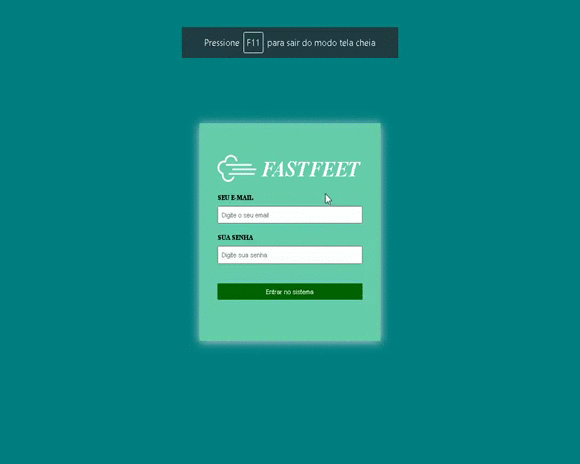 Pressione F11 para sair do modo tela cheia
FASTFEET
SEU E-MAIL
Digite o seu email
SUA SENHA
Digite sua senha
Entrar no sistema